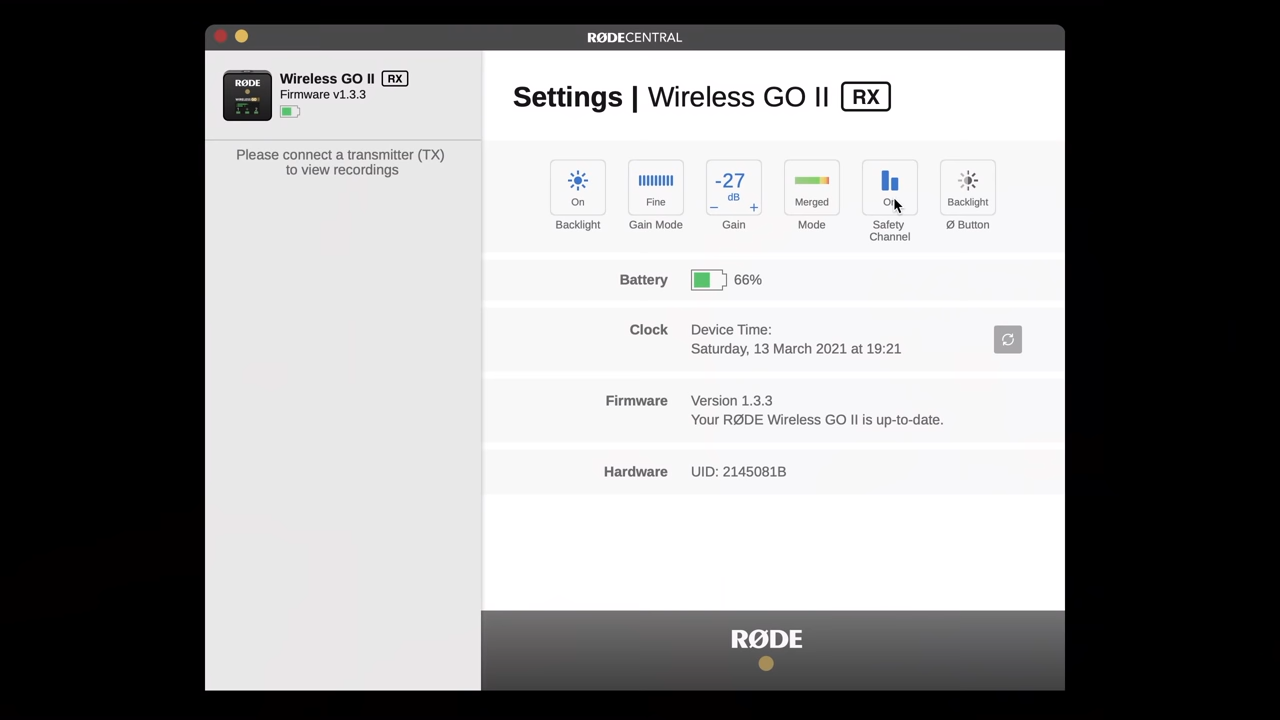 RØDECENTRAL
Wireless GO II RX
Firmware v1.3.3
Please connect a transmitter (TX)
to view recordings
Settings | Wireless GO II RX
On
Backlight
Fine
Gain Mode
-27
dB
− +
Gain
Merged
Mode
On
Safety
Channel
Backlight
Ø Button
Battery 66%
Clock Device Time:
Saturday, 13 March 2021 at 19:21
Firmware Version 1.3.3
Your RØDE Wireless GO II is up-to-date.
Hardware UID: 2145081B
RØDE
RØDE